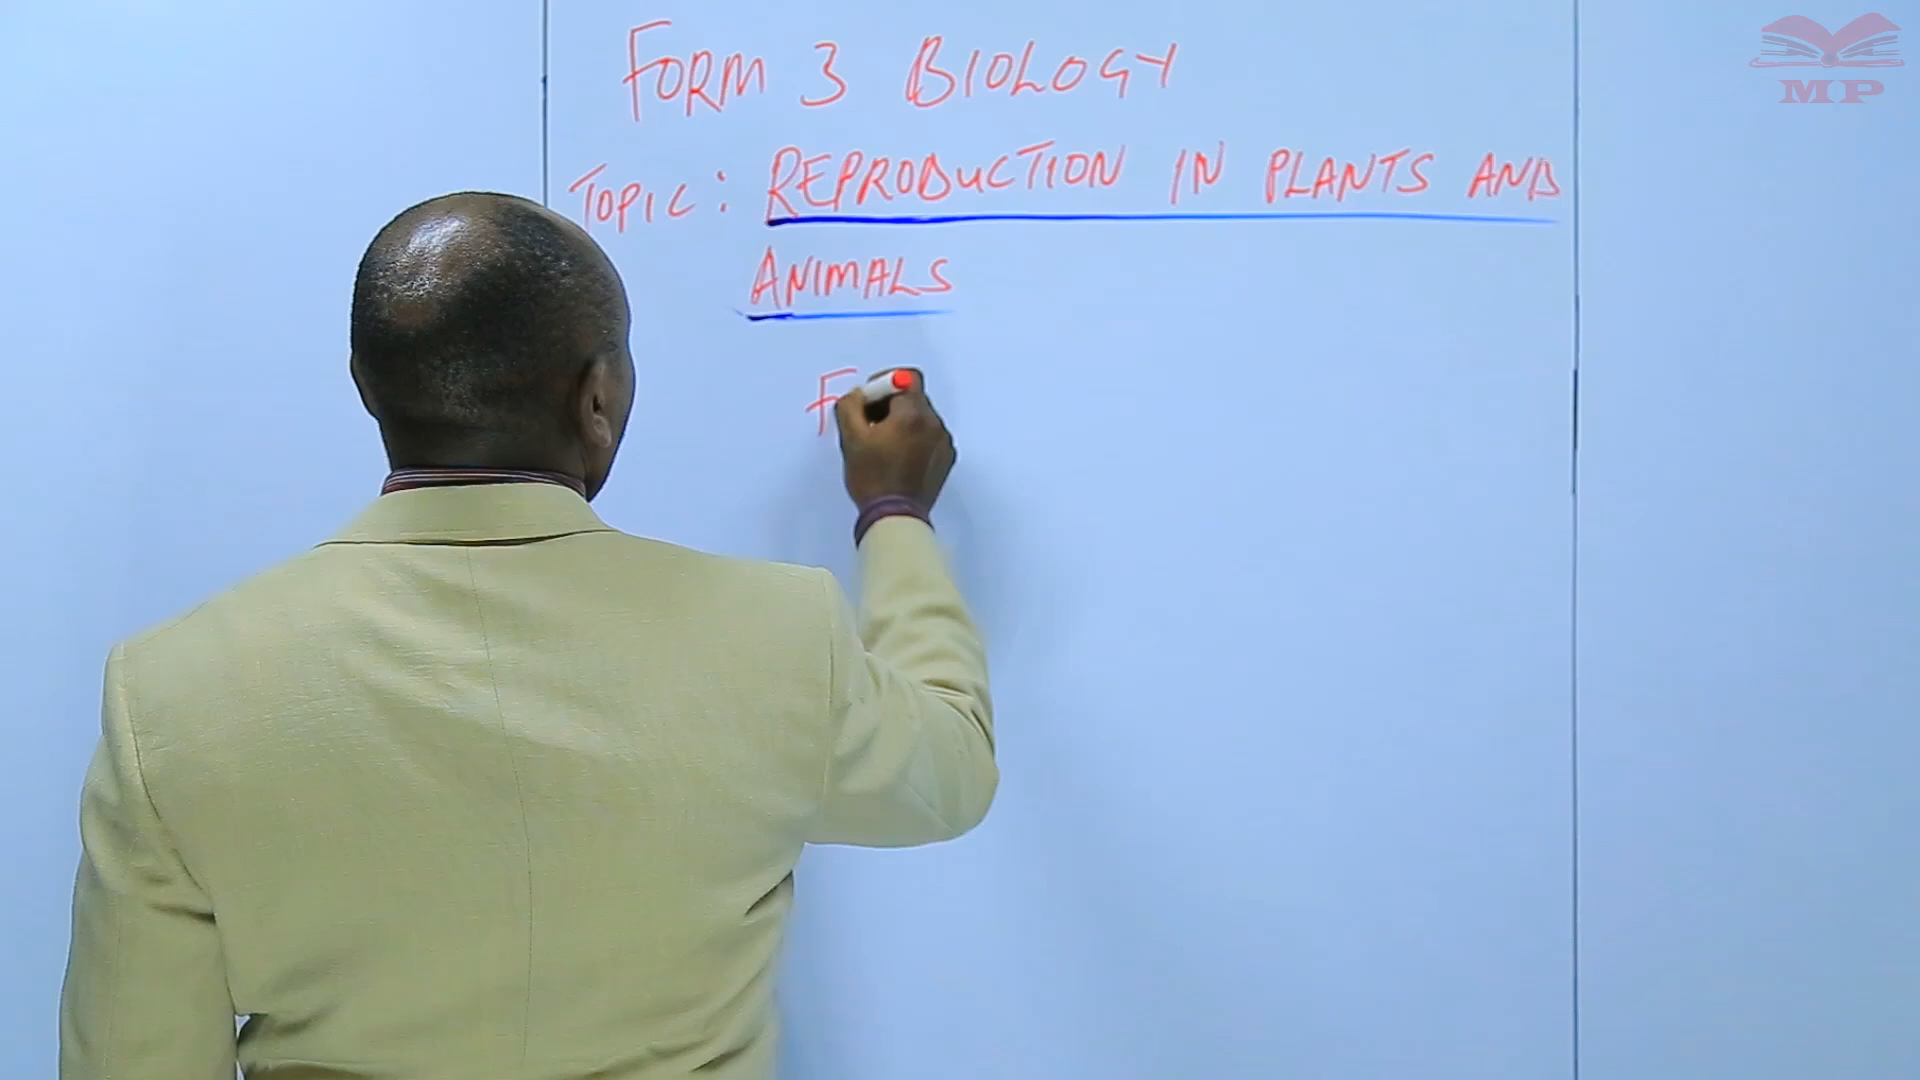 FORM 3 BIOLOGY
TOPIC: REPRODUCTION IN PLANTS AND
ANIMALS
F
MP